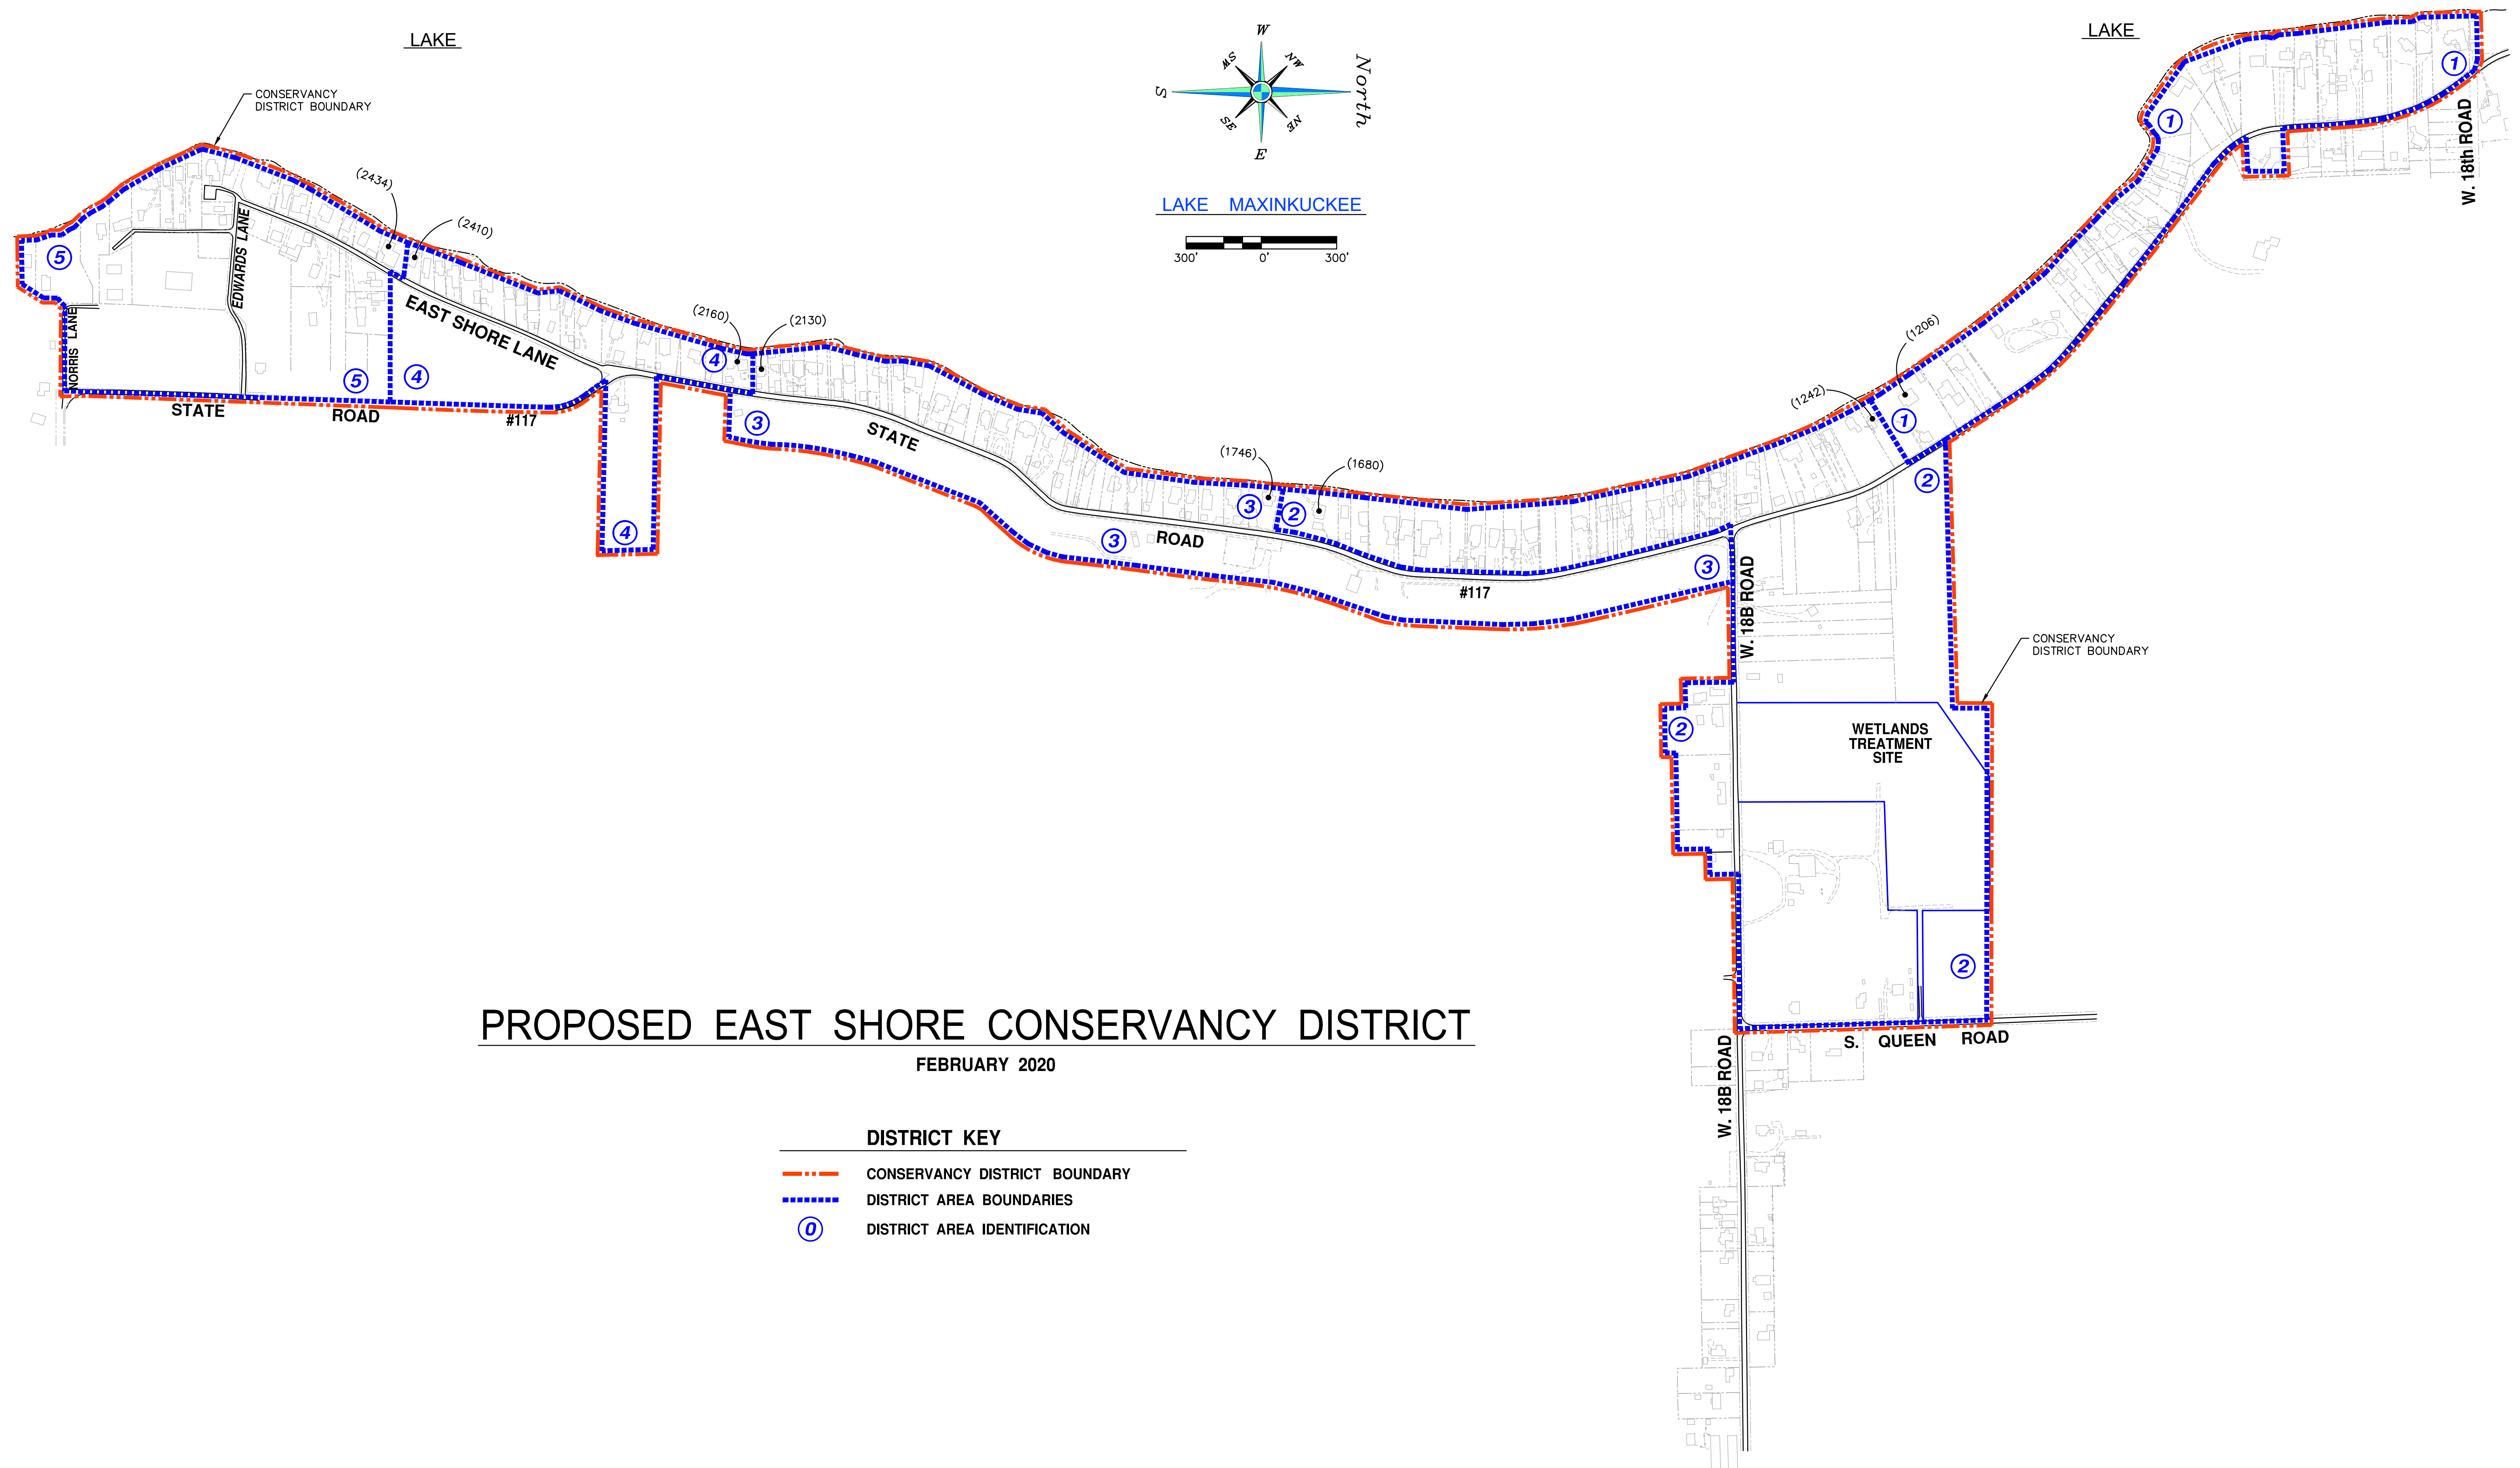 LAKE
LAKE
W
SW
NW
S
North
SE
NE
E
LAKE MAXINKUCKEE
300'
0'
300'
CONSERVANCY
DISTRICT BOUNDARY
1
1
W. 18th ROAD
(2434)
(2410)
5
EDWARDS LANE
EAST SHORE LANE
NORRIS LANE
(2160)
(2130)
4
5
4
STATE
ROAD
#117
3
STATE
4
(1206)
(1242)
1
2
(1746)
(1680)
3
2
3
ROAD
3
#117
W. 18B ROAD
CONSERVANCY
DISTRICT BOUNDARY
2
WETLANDS
TREATMENT
SITE
2
S. QUEEN ROAD
W. 18B ROAD
PROPOSED EAST SHORE CONSERVANCY DISTRICT
FEBRUARY 2020
DISTRICT KEY
CONSERVANCY DISTRICT BOUNDARY
DISTRICT AREA BOUNDARIES
0 DISTRICT AREA IDENTIFICATION